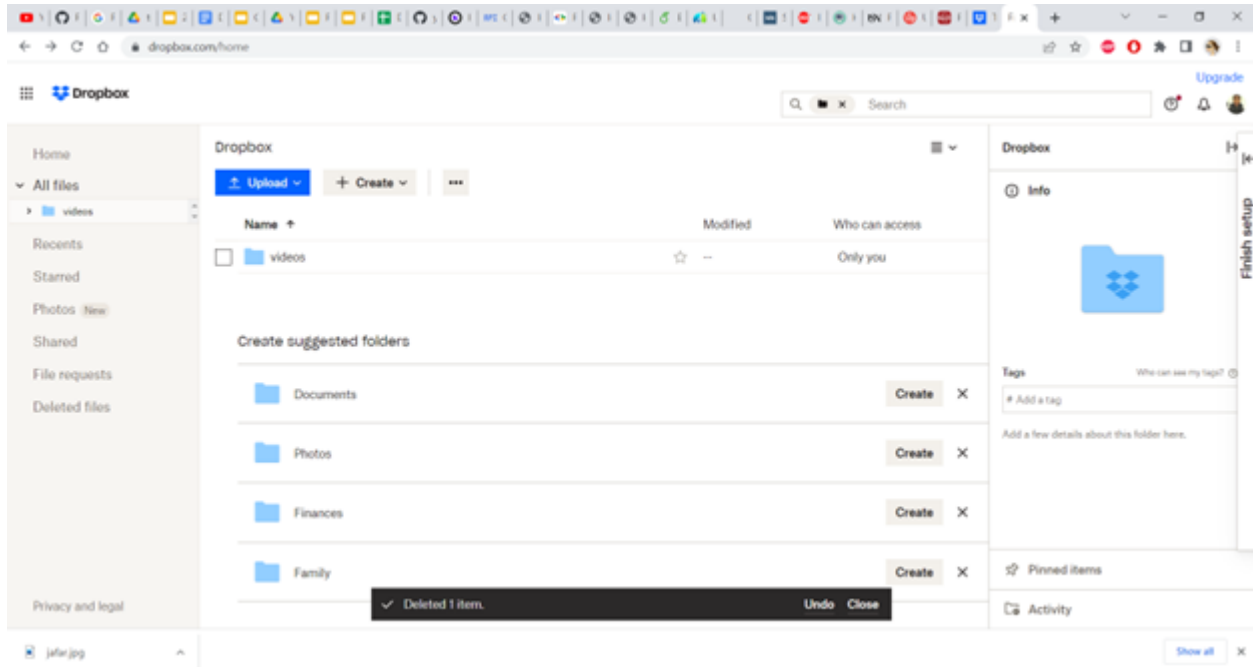 dropbox.com/home
Upgrade
Dropbox
Search
Home
All files
videos
Recents
Starred
Photos New
Shared
File requests
Deleted files
Privacy and legal
Dropbox
Upload
Create
Name Modified Who can access
videos -- Only you
Create suggested folders
Documents Create
Photos Create
Finances Create
Family Create
Deleted 1 item. Undo Close
Dropbox
Info
Tags Who can see my tags?
# Add a tag
Add a few details about this folder here.
Pinned items
Activity
Finish setup
jafar.jpg
Show all